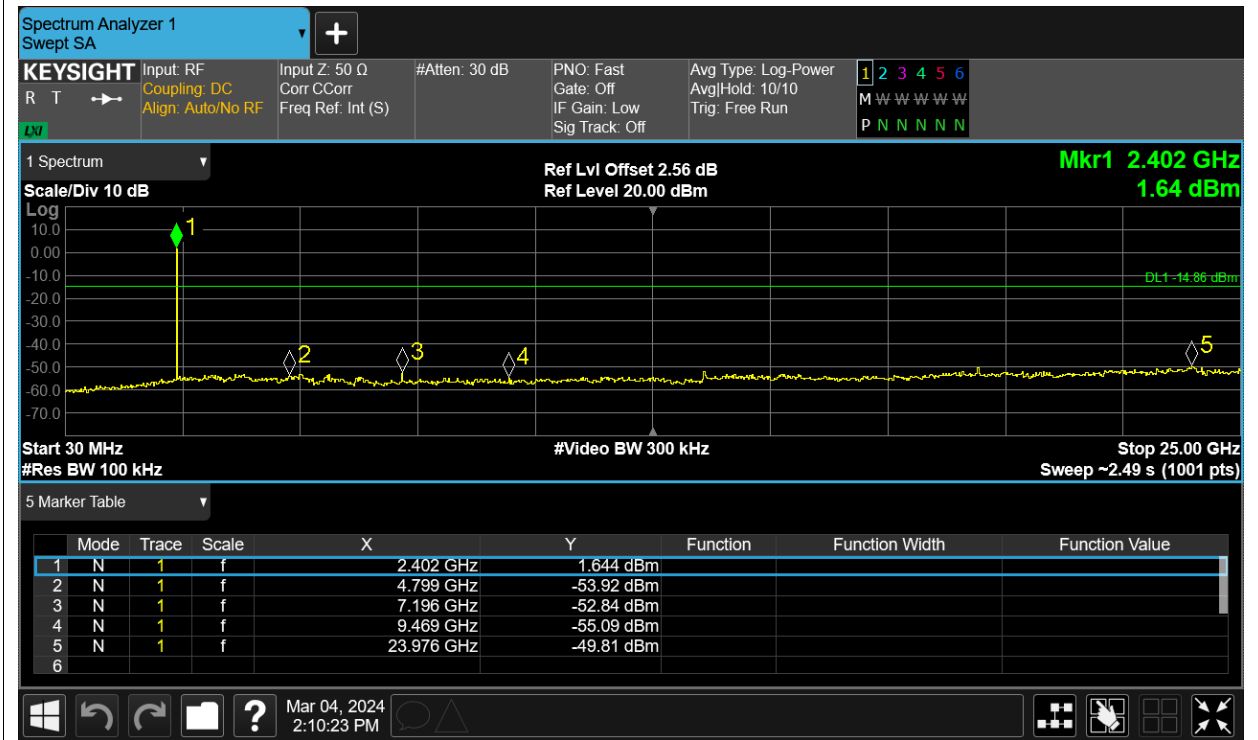 Spectrum Analyzer 1
Swept SA
KEYSIGHT
R T
LXI
Input: RF
Coupling: DC
Align: Auto/No RF
Input Z: 50 Ω
Corr CCorr
Freq Ref: Int (S)
#Atten: 30 dB
PNO: Fast
Gate: Off
IF Gain: Low
Sig Track: Off
Avg Type: Log-Power
Avg|Hold: 10/10
Trig: Free Run
1 2 3 4 5 6
M W W W W W
P N N N N N
1 Spectrum
Scale/Div 10 dB
Ref Lvl Offset 2.56 dB
Ref Level 20.00 dBm
Mkr1 2.402 GHz
1.64 dBm
Log
10.0
0.00
-10.0
-20.0
-30.0
-40.0
-50.0
-60.0
-70.0
1
2
3
4
5
DL1 -14.86 dBm
Start 30 MHz
#Video BW 300 kHz
Stop 25.00 GHz
#Res BW 100 kHz
Sweep ~2.49 s (1001 pts)
5 Marker Table
Mode Trace Scale X Y Function Function Width Function Value
1 N 1 f 2.402 GHz 1.644 dBm
2 N 1 f 4.799 GHz -53.92 dBm
3 N 1 f 7.196 GHz -52.84 dBm
4 N 1 f 9.469 GHz -55.09 dBm
5 N 1 f 23.976 GHz -49.81 dBm
6
?
Mar 04, 2024
2:10:23 PM